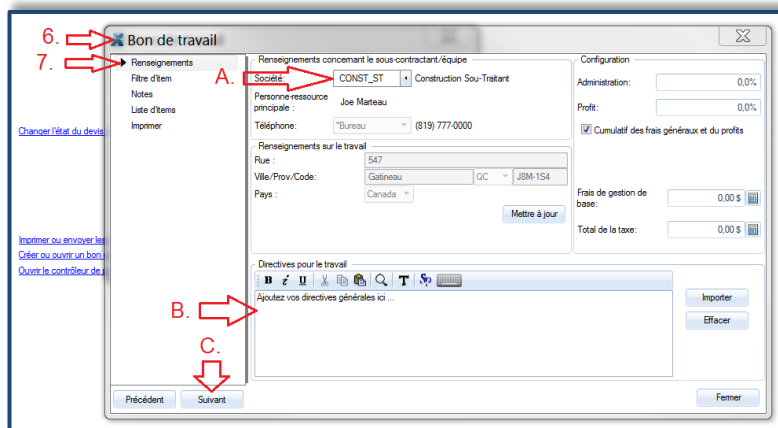 6.
Bon de travail
7.
Renseignements
Filtre d'item
Notes
Liste d'items
Imprimer
Changer l'état du devis
Imprimer ou envoyer les
Créer ou ouvrir un bon
Ouvrir le contrôleur de
Précédent Suivant
C.
Renseignements concernant le sous-contractant/équipe
A.
Société: CONST_ST Construction Sou-Traitant
Personne-ressource
principale : Joe Marteau
Téléphone: *Bureau (819) 777-0000
Renseignements sur le travail
Rue : 547
Ville/Prov/Code: Gatineau QC J8M-1S4
Pays : Canada
Mettre à jour
Configuration
Administration: 0,0%
Profit: 0,0%
Cumulatif des frais généraux et du profits
Frais de gestion de
base: 0,00 $
Total de la taxe: 0,00 $
Directives pour le travail
B i U T
B.
Ajoutez vos directives générales ici ...
Importer
Effacer
Fermer